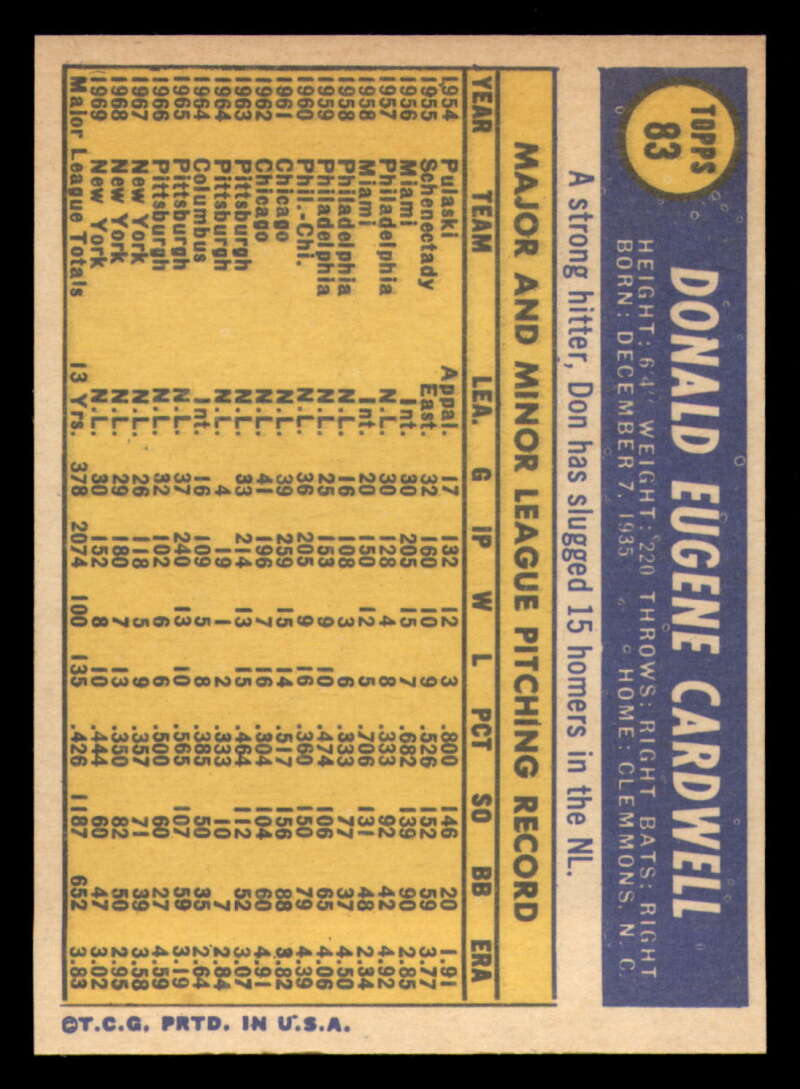 TOPPS
83
DONALD EUGENE CARDWELL
HEIGHT: 6'4" WEIGHT: 220 THROWS: RIGHT BATS: RIGHT
BORN: DECEMBER 7, 1935 HOME: CLEMMONS, N. C.
A strong hitter, Don has slugged 15 homers in the NL.
MAJOR AND MINOR LEAGUE PITCHING RECORD
YEAR TEAM LEA. G IP W L PCT SO BB ERA
1954 Pulaski Appal. 17 132 12 3 .800 146 20 1.91
1955 Schenectady East. 32 160 10 9 .526 152 59 3.77
1956 Miami Int. 30 205 15 7 .682 139 90 2.85
1957 Philadelphia N.L. 30 128 4 8 .333 92 42 4.92
1958 Miami Int. 20 150 12 5 .706 131 48 2.34
1958 Philadelphia N.L. 16 108 3 6 .333 77 37 4.50
1959 Philadelphia N.L. 25 153 9 10 .474 106 65 4.06
1960 Phil.-Chi. N.L. 36 205 9 16 .360 150 79 4.39
1961 Chicago N.L. 39 259 15 14 .517 156 88 3.82
1962 Chicago N.L. 41 196 7 16 .304 104 60 4.91
1963 Pittsburgh N.L. 33 214 13 15 .464 112 52 3.07
1964 Pittsburgh N.L. 4 19 1 2 .333 10 7 2.84
1964 Columbus Int. 16 109 5 8 .385 50 35 2.64
1965 Pittsburgh N.L. 37 240 13 10 .565 107 59 3.19
1966 Pittsburgh N.L. 32 102 6 6 .500 60 27 4.59
1967 New York N.L. 26 118 5 9 .357 71 39 3.58
1968 New York N.L. 29 180 7 13 .350 82 50 2.95
1969 New York N.L. 30 152 8 10 .444 60 47 3.02
Major League Totals 13 Yrs. 378 2074 100 135 .426 1187 652 3.83
©T.C.G. PRTD. IN U.S.A.